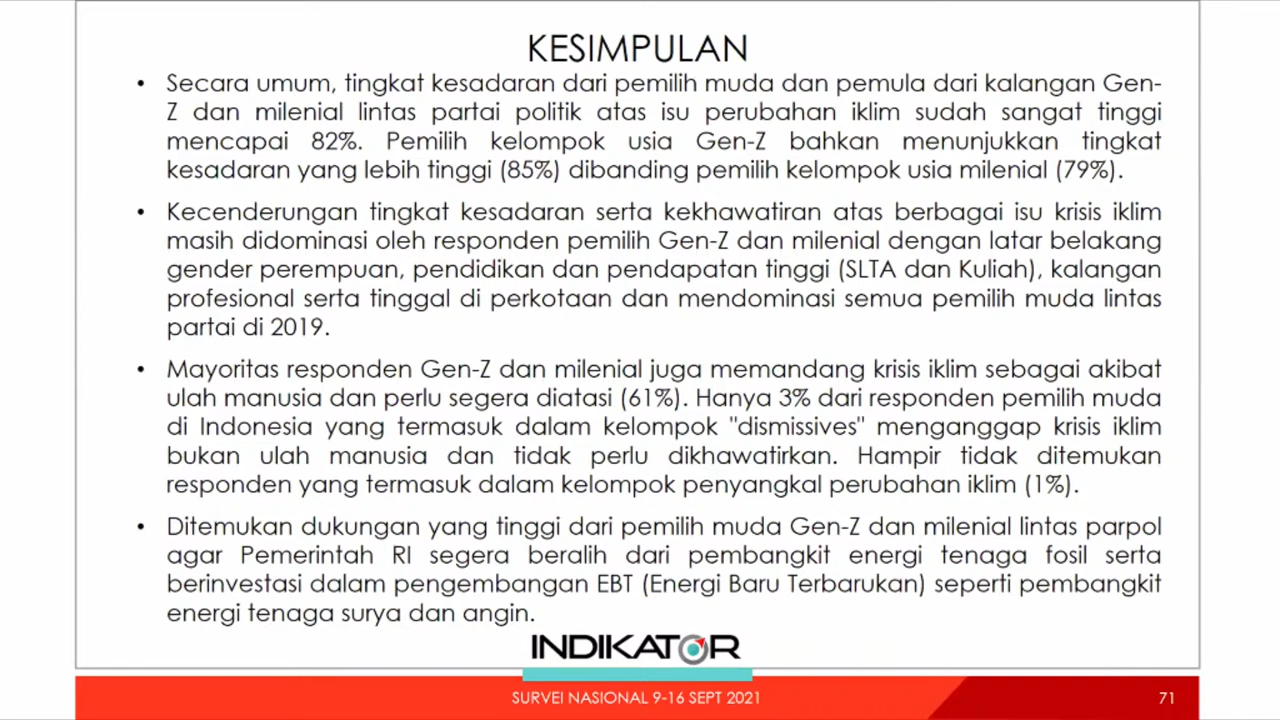 KESIMPULAN
• Secara umum, tingkat kesadaran dari pemilih muda dan pemula dari kalangan Gen-
Z dan milenial lintas partai politik atas isu perubahan iklim sudah sangat tinggi
mencapai 82%. Pemilih kelompok usia Gen-Z bahkan menunjukkan tingkat
kesadaran yang lebih tinggi (85%) dibanding pemilih kelompok usia milenial (79%).
• Kecenderungan tingkat kesadaran serta kekhawatiran atas berbagai isu krisis iklim
masih didominasi oleh responden pemilih Gen-Z dan milenial dengan latar belakang
gender perempuan, pendidikan dan pendapatan tinggi (SLTA dan Kuliah), kalangan
profesional serta tinggal di perkotaan dan mendominasi semua pemilih muda lintas
partai di 2019.
• Mayoritas responden Gen-Z dan milenial juga memandang krisis iklim sebagai akibat
ulah manusia dan perlu segera diatasi (61%). Hanya 3% dari responden pemilih muda
di Indonesia yang termasuk dalam kelompok "dismissives" menganggap krisis iklim
bukan ulah manusia dan tidak perlu dikhawatirkan. Hampir tidak ditemukan
responden yang termasuk dalam kelompok penyangkal perubahan iklim (1%).
• Ditemukan dukungan yang tinggi dari pemilih muda Gen-Z dan milenial lintas parpol
agar Pemerintah RI segera beralih dari pembangkit energi tenaga fosil serta
berinvestasi dalam pengembangan EBT (Energi Baru Terbarukan) seperti pembangkit
energi tenaga surya dan angin.
INDIKATOR
SURVEI NASIONAL 9-16 SEPT 2021
71